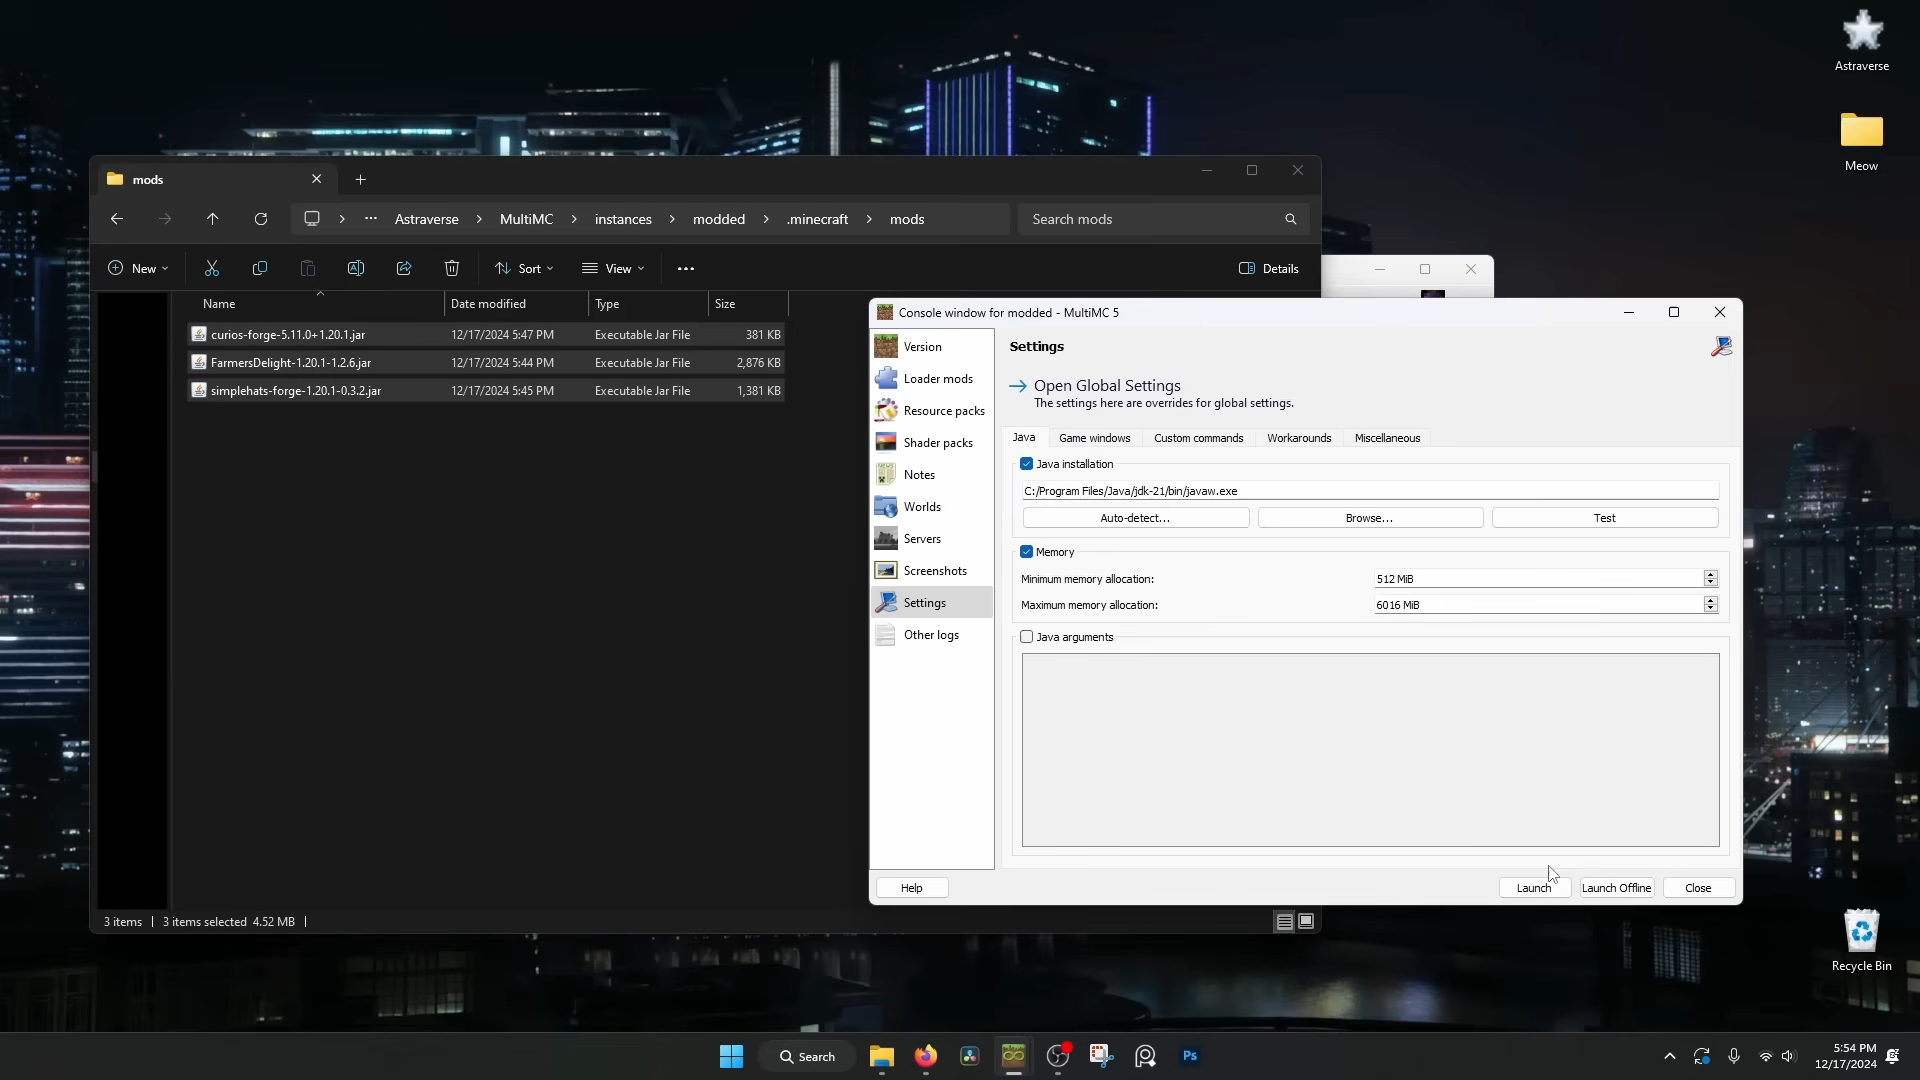 Astraverse
Meow
mods
Astraverse
MultiMC
instances
modded
.minecraft
mods
Search mods
New
Sort
View
Details
Name
Date modified
Type
Size
curios-forge-5.11.0+1.20.1.jar
12/17/2024 5:47 PM
Executable Jar File
381 KB
FarmersDelight-1.20.1-1.2.6.jar
12/17/2024 5:44 PM
Executable Jar File
2,876 KB
simplehats-forge-1.20.1-0.3.2.jar
12/17/2024 5:45 PM
Executable Jar File
1,381 KB
3 items
3 items selected 4.52 MB
Console window for modded - MultiMC 5
Version
Loader mods
Resource packs
Shader packs
Notes
Worlds
Servers
Screenshots
Settings
Other logs
Settings
Open Global Settings
The settings here are overrides for global settings.
Java
Game windows
Custom commands
Workarounds
Miscellaneous
Java installation
C:/Program Files/Java/jdk-21/bin/javaw.exe
Auto-detect...
Browse...
Test
Memory
Minimum memory allocation:
512 MiB
Maximum memory allocation:
6016 MiB
Java arguments
Help
Launch
Launch Offline
Close
Recycle Bin
Search
Ps
5:54 PM
12/17/2024